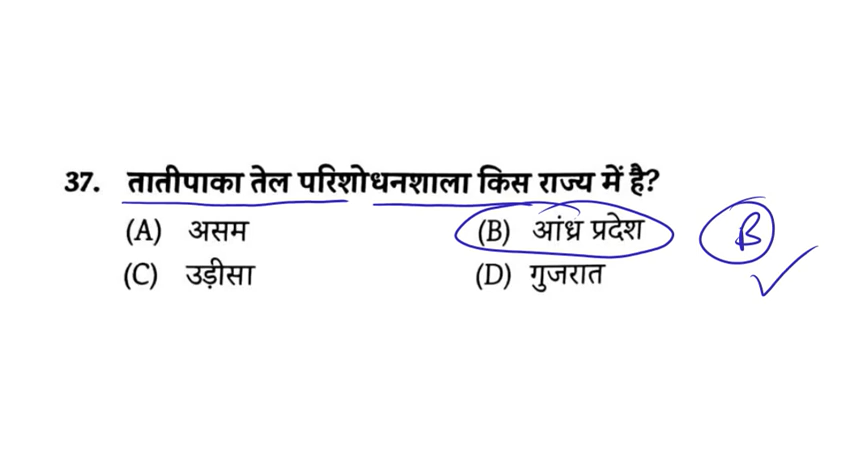 37. तातीपाका तेल परिशोधनशाला किस राज्य में है?
(A) असम (B) आंध्र प्रदेश B
(C) उड़ीसा (D) गुजरात